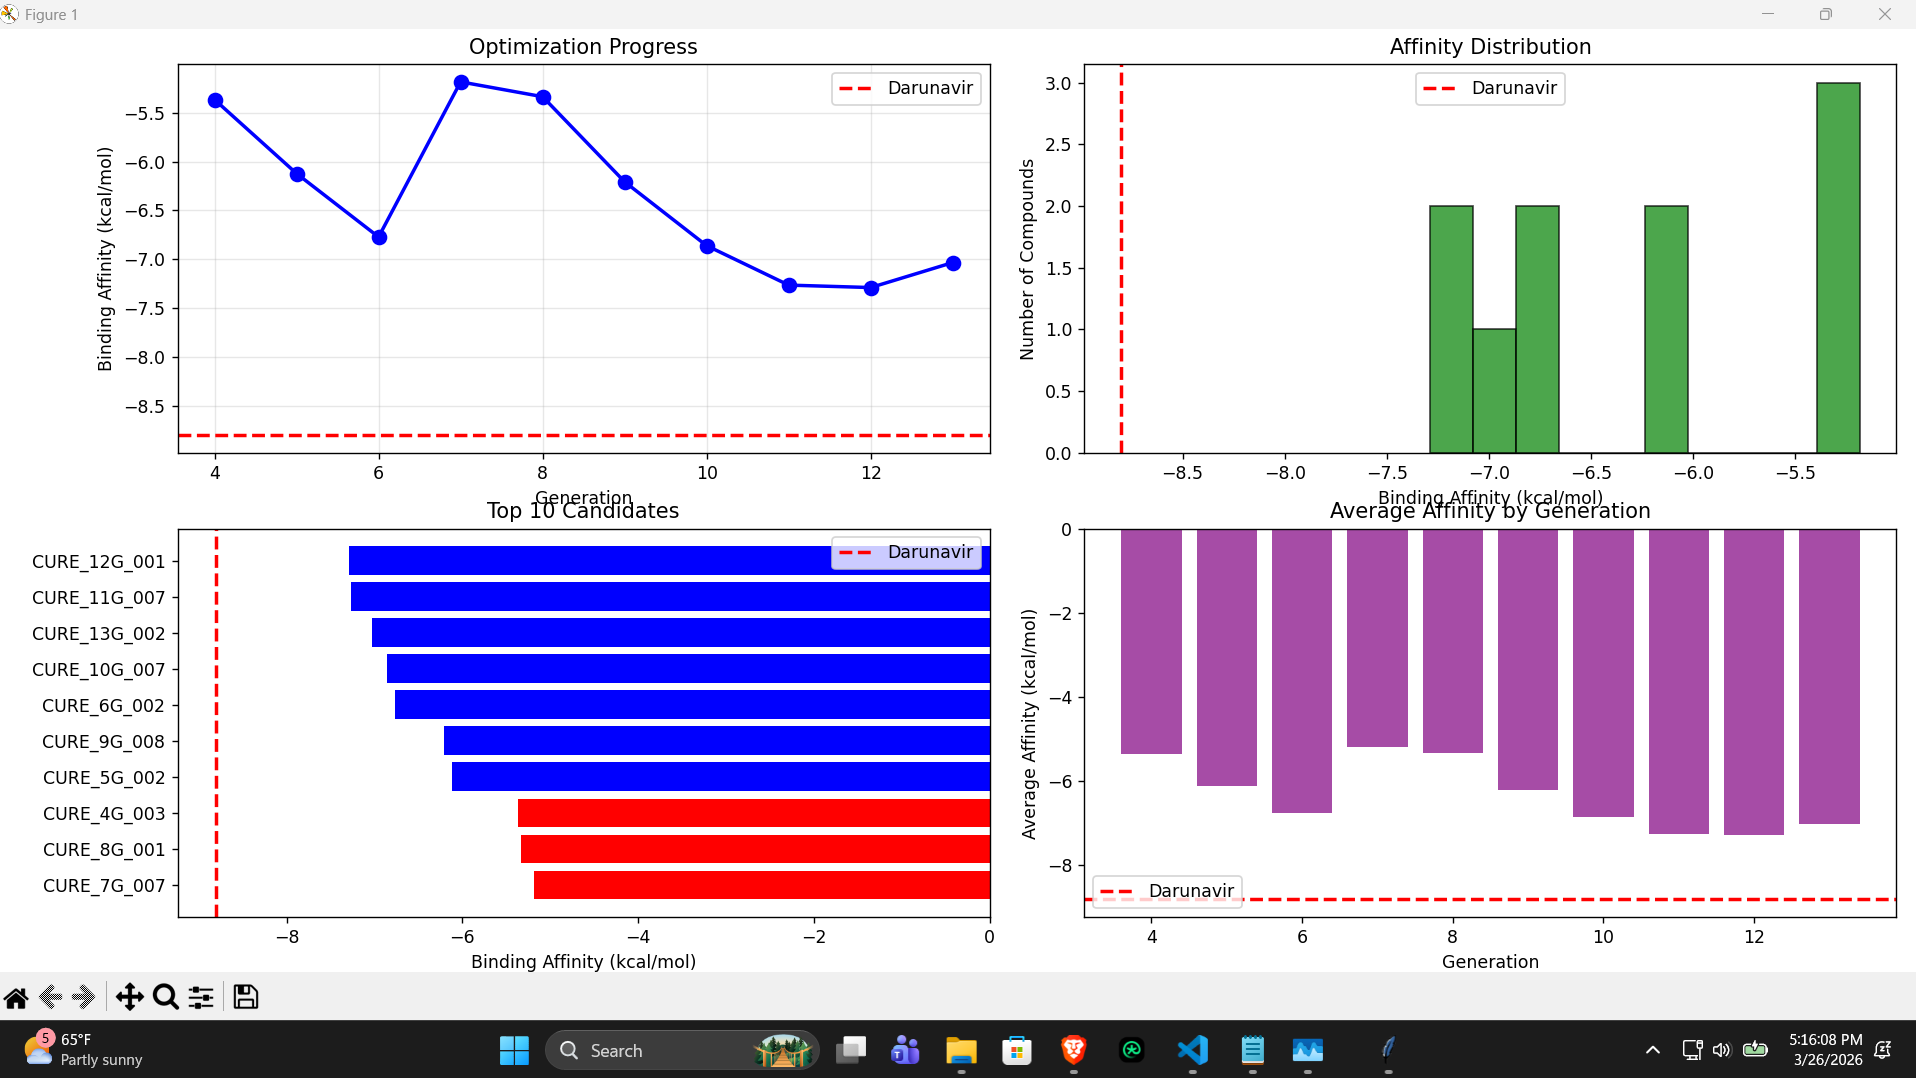 Figure 1
Optimization Progress
Darunavir
Binding Affinity (kcal/mol)
−5.5
−6.0
−6.5
−7.0
−7.5
−8.0
−8.5
4
6
8
10
12
Generation
Affinity Distribution
Darunavir
Number of Compounds
3.0
2.5
2.0
1.5
1.0
0.5
0.0
−8.5
−8.0
−7.5
−7.0
−6.5
−6.0
−5.5
Binding Affinity (kcal/mol)
Top 10 Candidates
Darunavir
CURE_12G_001
CURE_11G_007
CURE_13G_002
CURE_10G_007
CURE_6G_002
CURE_9G_008
CURE_5G_002
CURE_4G_003
CURE_8G_001
CURE_7G_007
−8
−6
−4
−2
0
Binding Affinity (kcal/mol)
Average Affinity by Generation
Average Affinity (kcal/mol)
0
−2
−4
−6
−8
Darunavir
4
6
8
10
12
Generation
5
65°F
Partly sunny
Search
5:16:08 PM
3/26/2026